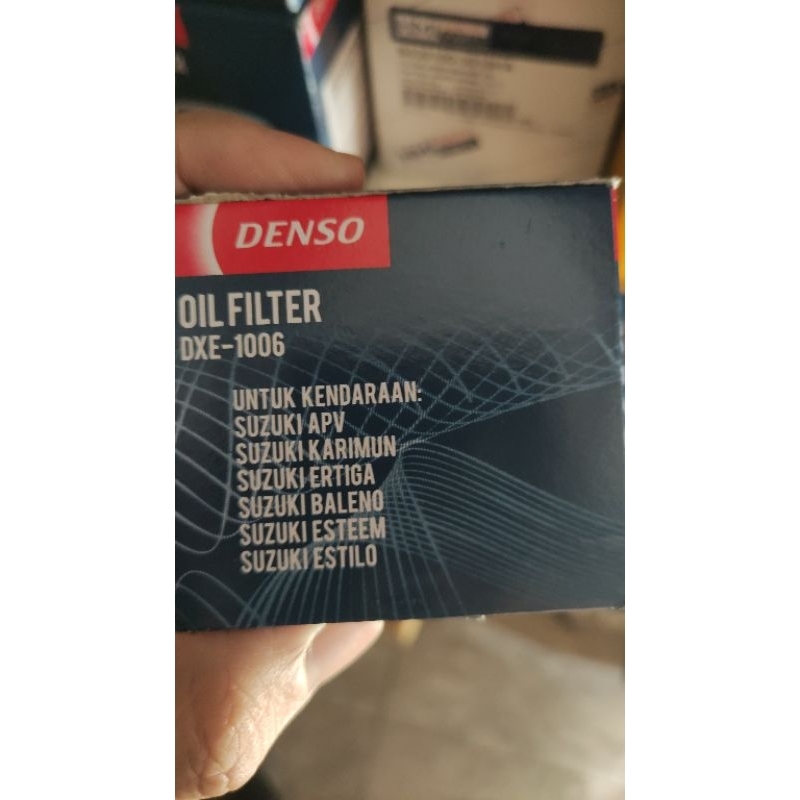 DENSO
OIL FILTER
DXE-1006
UNTUK KENDARAAN:
SUZUKI APV
SUZUKI KARIMUN
SUZUKI ERTIGA
SUZUKI BALENO
SUZUKI ESTEEM
SUZUKI ESTILO